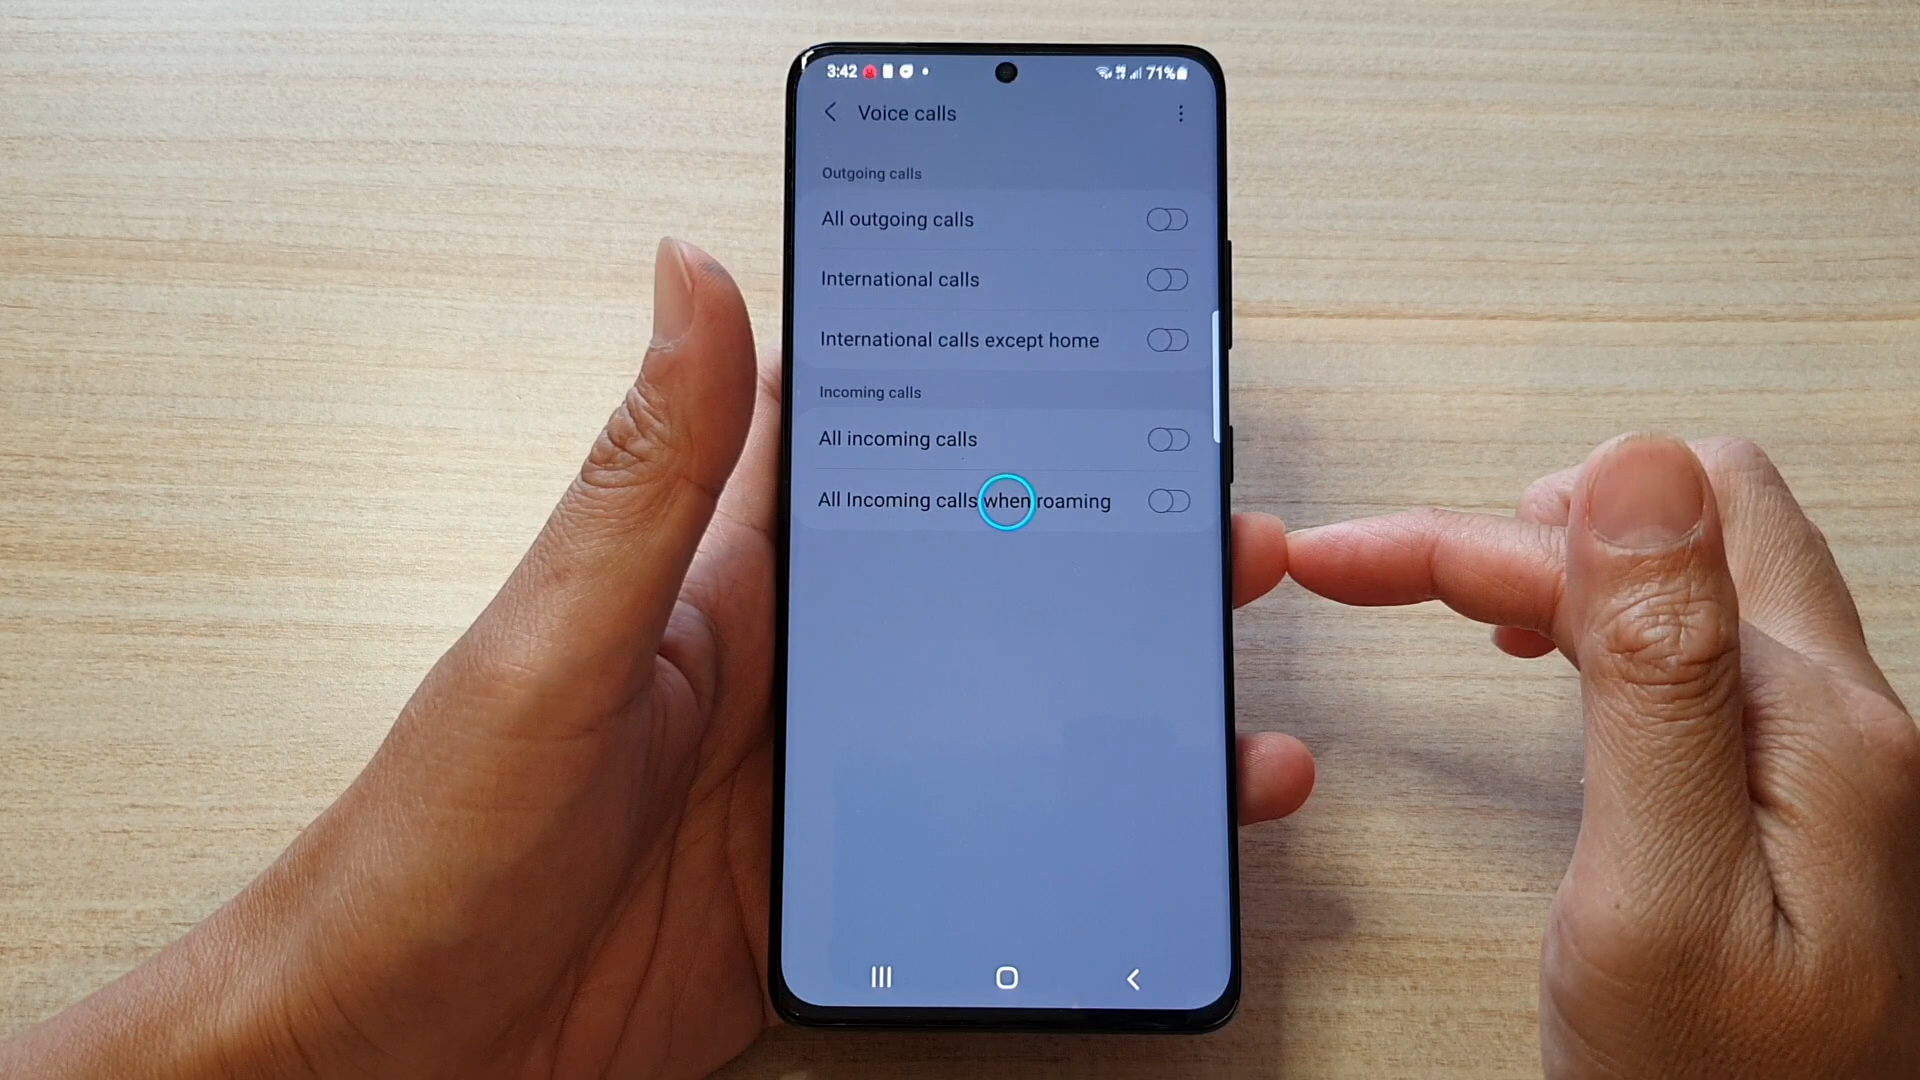 3:42
71%
Voice calls
Outgoing calls
All outgoing calls
International calls
International calls except home
Incoming calls
All incoming calls
All Incoming calls when roaming